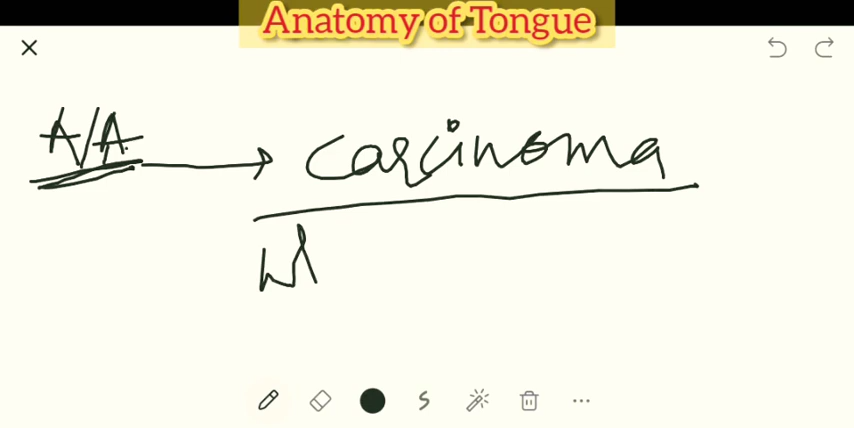 Anatomy of Tongue
A/A → Carcinoma